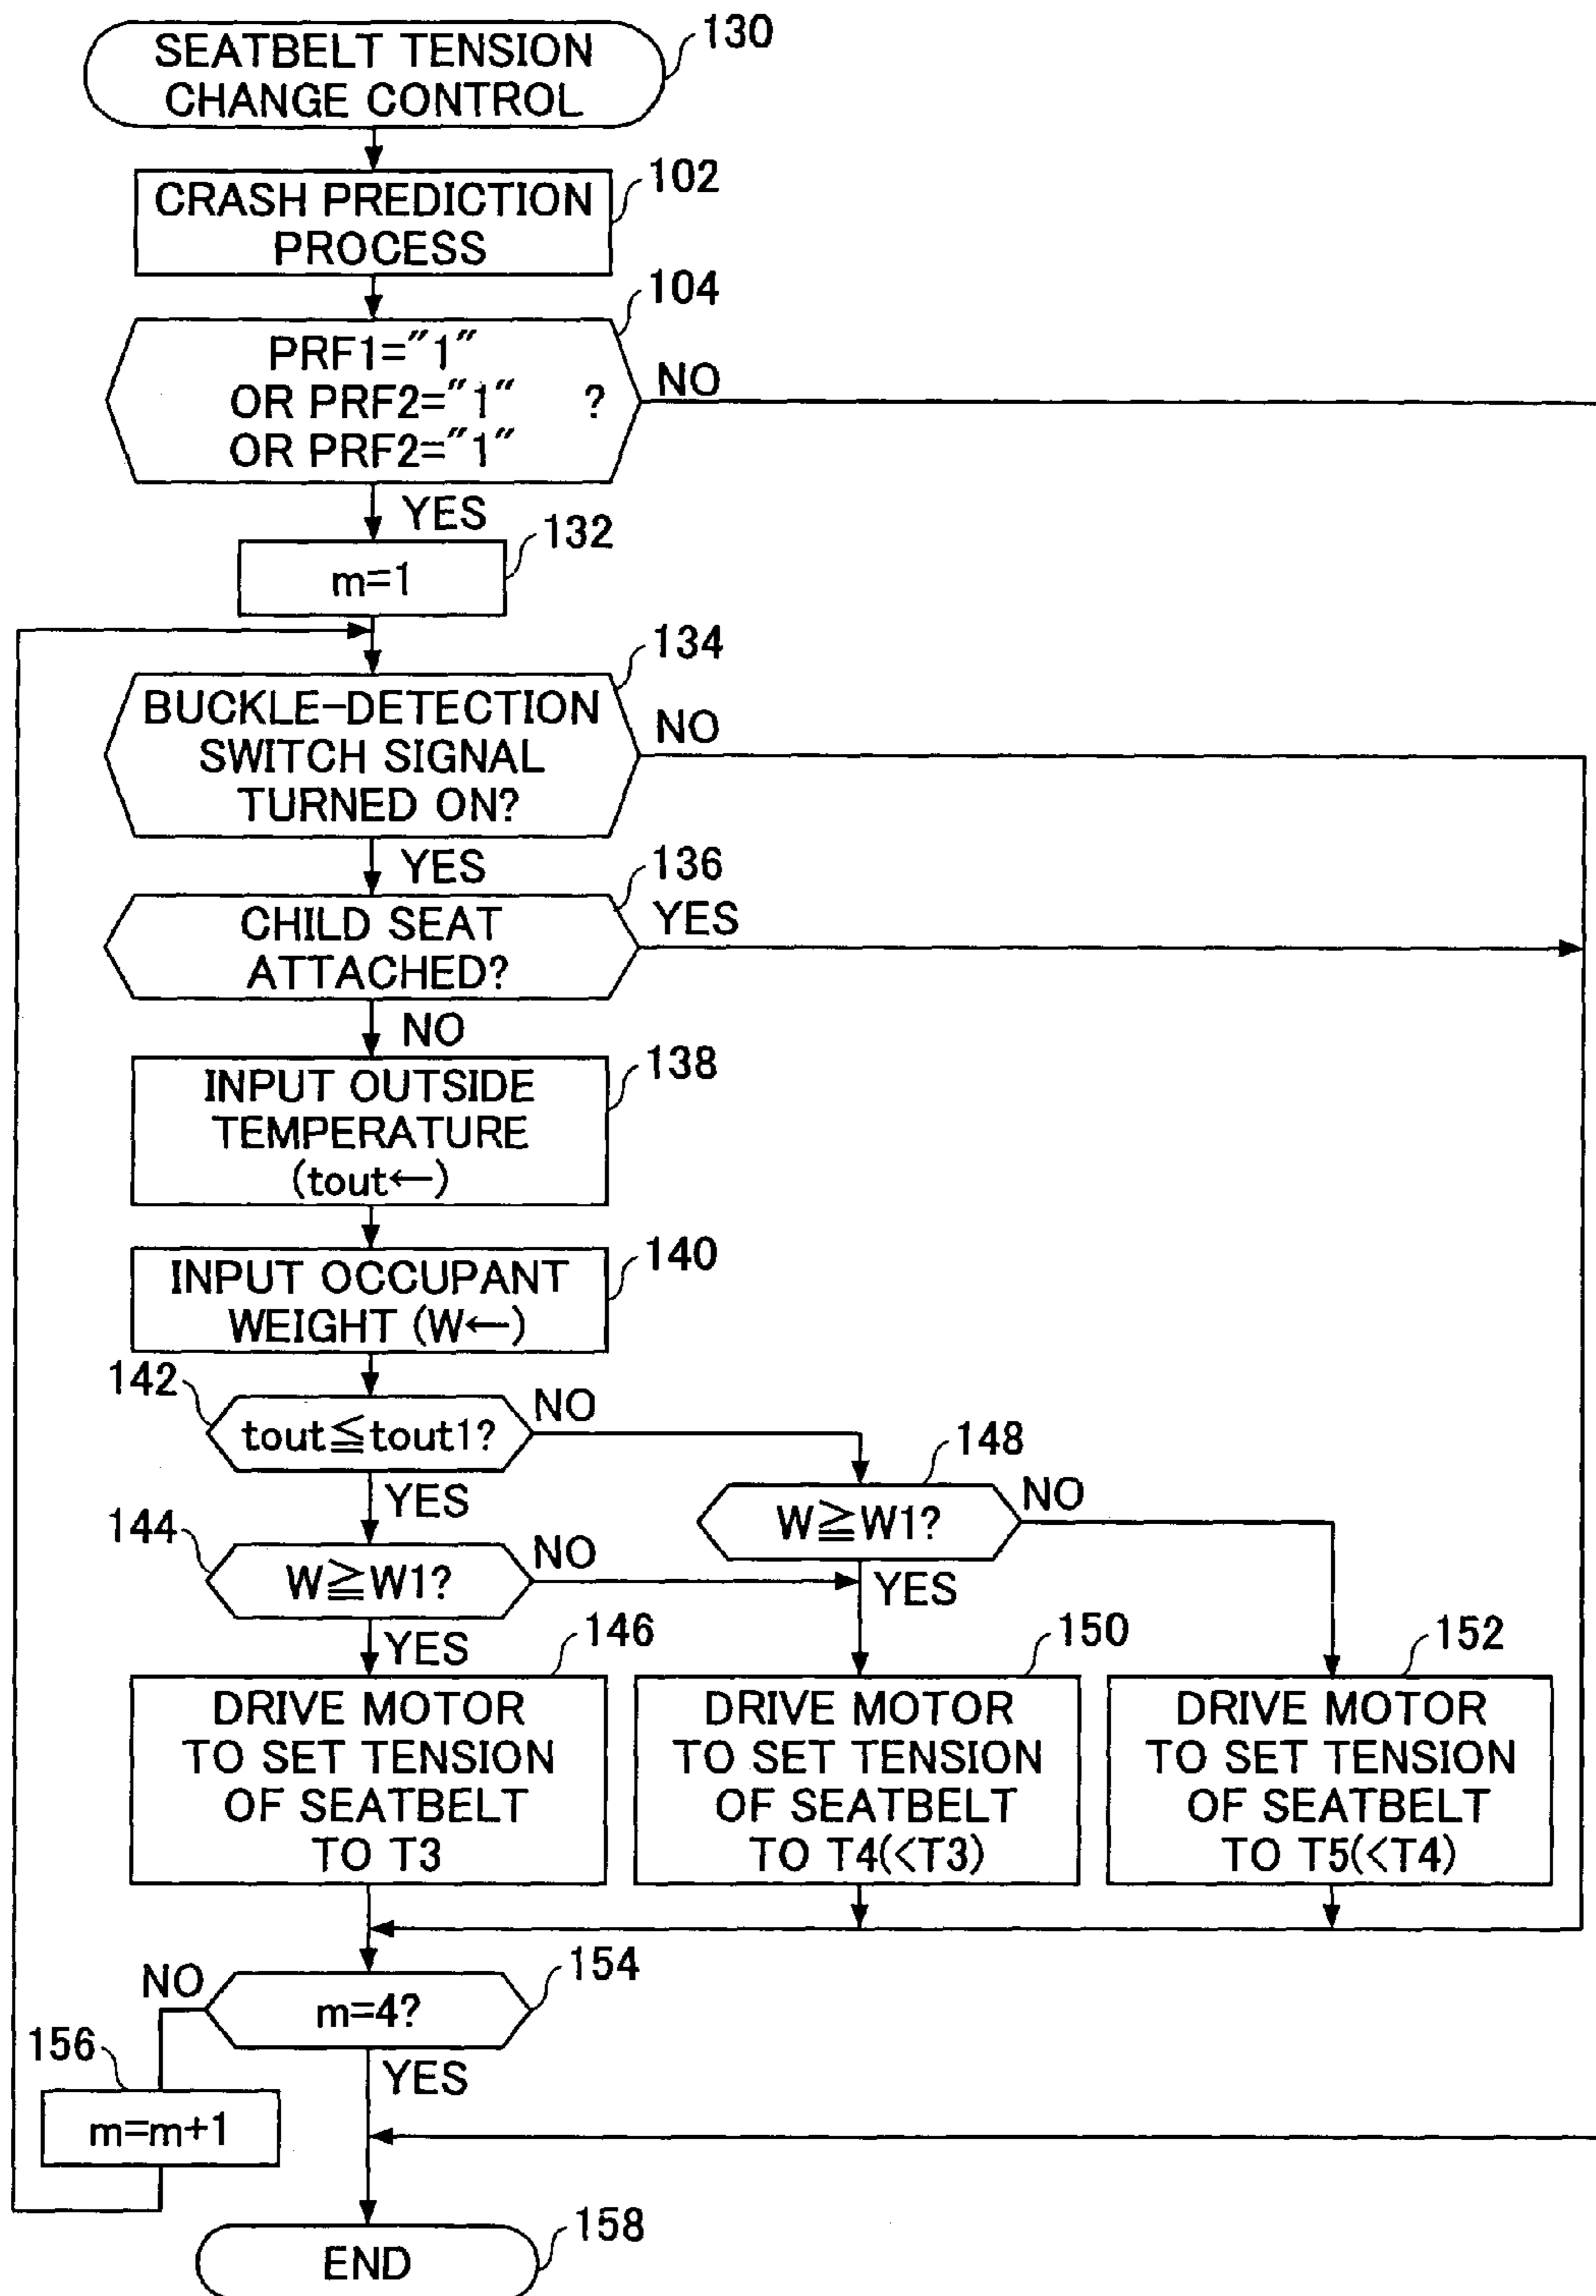 SEATBELT TENSION
CHANGE CONTROL
130
CRASH PREDICTION
PROCESS
102
104
PRF1="1"
OR PRF2="1" ?
OR PRF2="1"
NO
YES
132
m=1
134
BUCKLE-DETECTION
SWITCH SIGNAL
TURNED ON?
NO
YES
136
CHILD SEAT
ATTACHED?
YES
NO
138
INPUT OUTSIDE
TEMPERATURE
(tout←)
140
INPUT OCCUPANT
WEIGHT (W←)
142
tout≦tout1?
NO
YES
148
W≧W1?
NO
YES
144
W≧W1?
NO
YES
146
DRIVE MOTOR
TO SET TENSION
OF SEATBELT
TO T3
150
DRIVE MOTOR
TO SET TENSION
OF SEATBELT
TO T4(<T3)
152
DRIVE MOTOR
TO SET TENSION
OF SEATBELT
TO T5(<T4)
154
m=4?
NO
YES
156
m=m+1
158
END